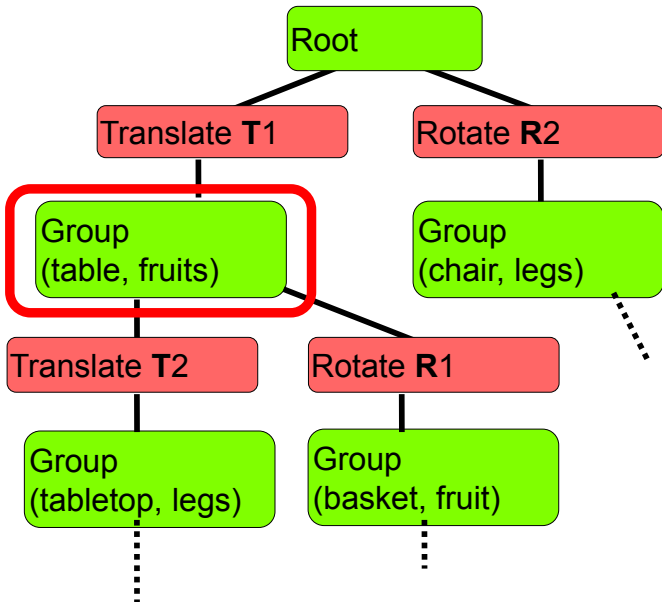 Root
Translate T1
Rotate R2
Group
(table, fruits)
Group
(chair, legs)
Translate T2
Rotate R1
Group
(tabletop, legs)
Group
(basket, fruit)